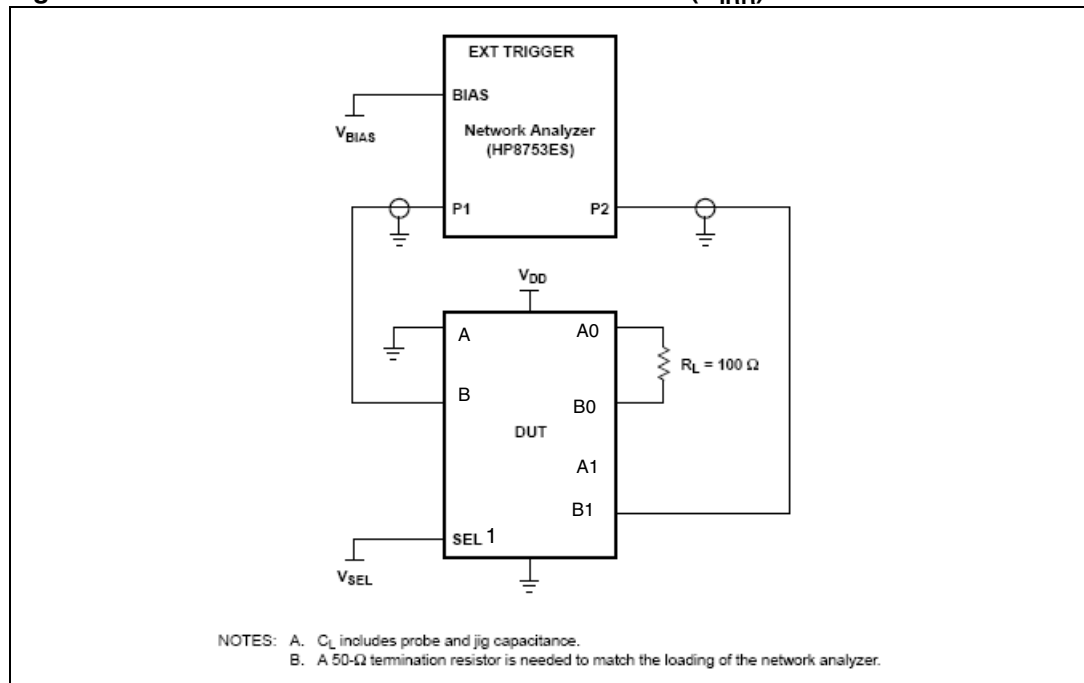 EXT TRIGGER
BIAS
VBIAS
Network Analyzer
(HP8753ES)
P1
P2
VDD
A
A0
RL = 100 Ω
B
B0
DUT
A1
B1
SEL 1
VSEL
NOTES: A. CL includes probe and jig capacitance.
B. A 50-Ω termination resistor is needed to match the loading of the network analyzer.